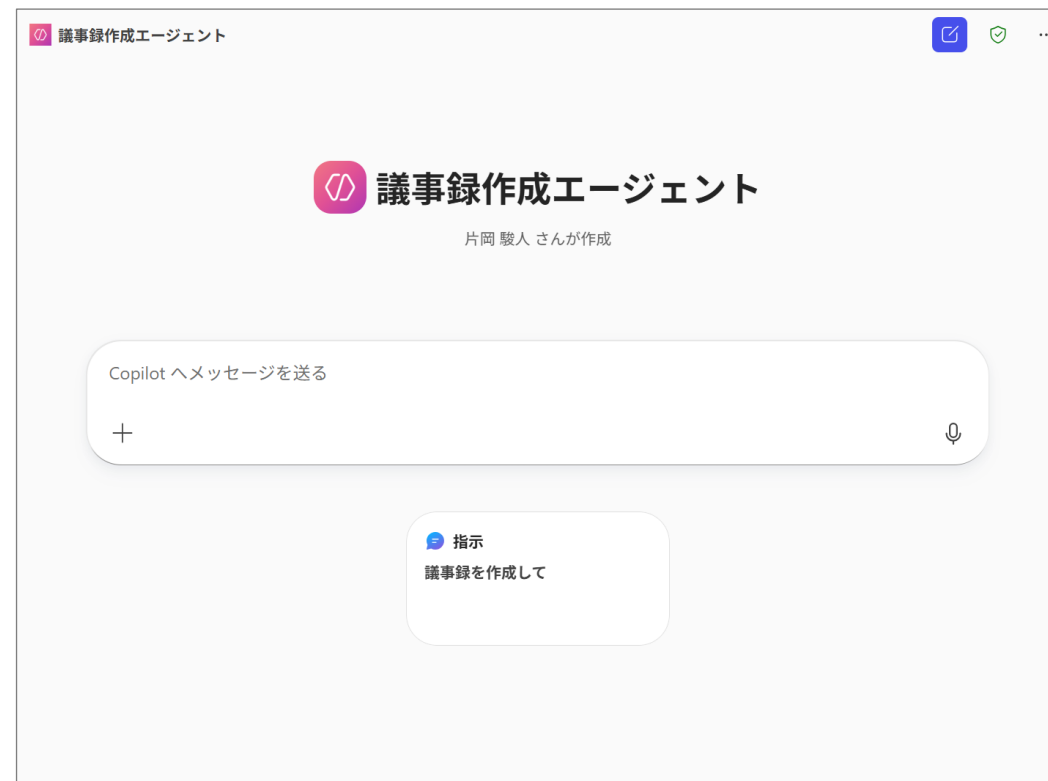 議事録作成エージェント
議事録作成エージェント
片岡 駿人 さんが作成
Copilot へメッセージを送る
指示
議事録を作成して